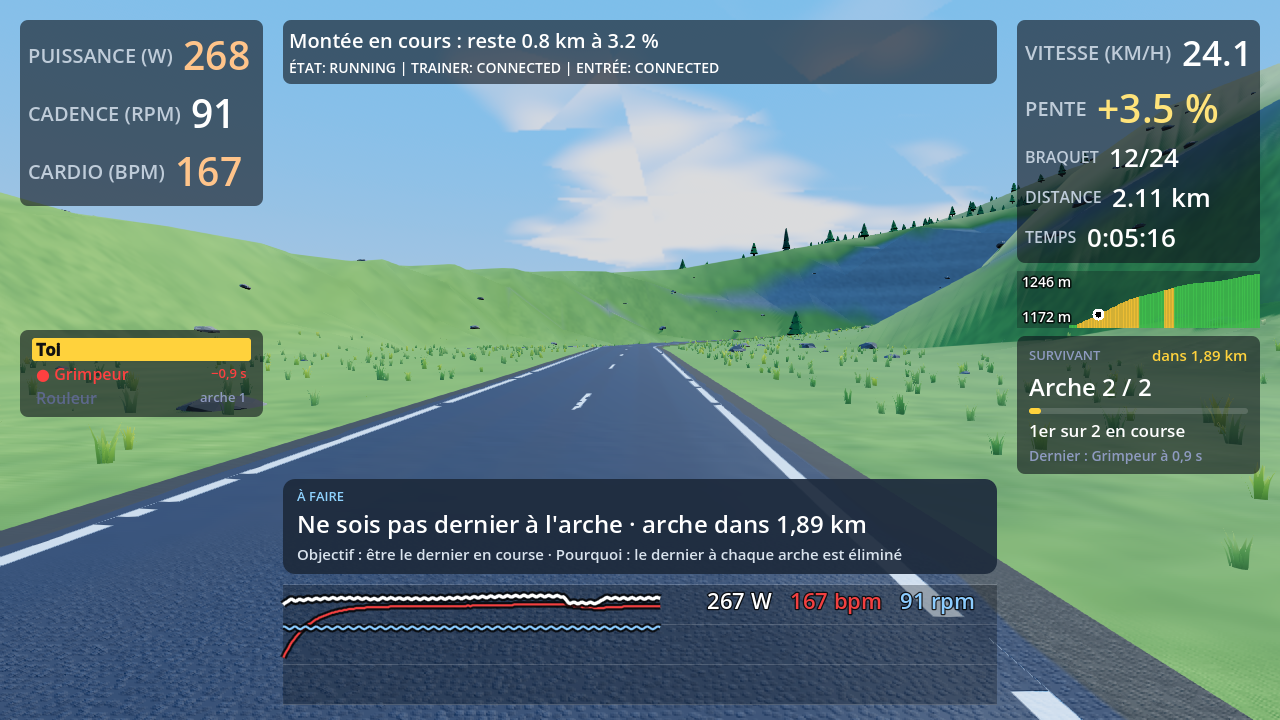 PUISSANCE (W) 268
CADENCE (RPM) 91
CARDIO (BPM) 167
Montée en cours : reste 0.8 km à 3.2 %
ÉTAT: RUNNING | TRAINER: CONNECTED | ENTRÉE: CONNECTED
VITESSE (KM/H) 24.1
PENTE +3.5 %
BRAQUET 12/24
DISTANCE 2.11 km
TEMPS 0:05:16
1246 m
1172 m
Toi
Grimpeur −0,9 s
Rouleur arche 1
SURVIVANT dans 1,89 km
Arche 2 / 2
1er sur 2 en course
Dernier : Grimpeur à 0,9 s
À FAIRE
Ne sois pas dernier à l'arche · arche dans 1,89 km
Objectif : être le dernier en course · Pourquoi : le dernier à chaque arche est éliminé
267 W 167 bpm 91 rpm